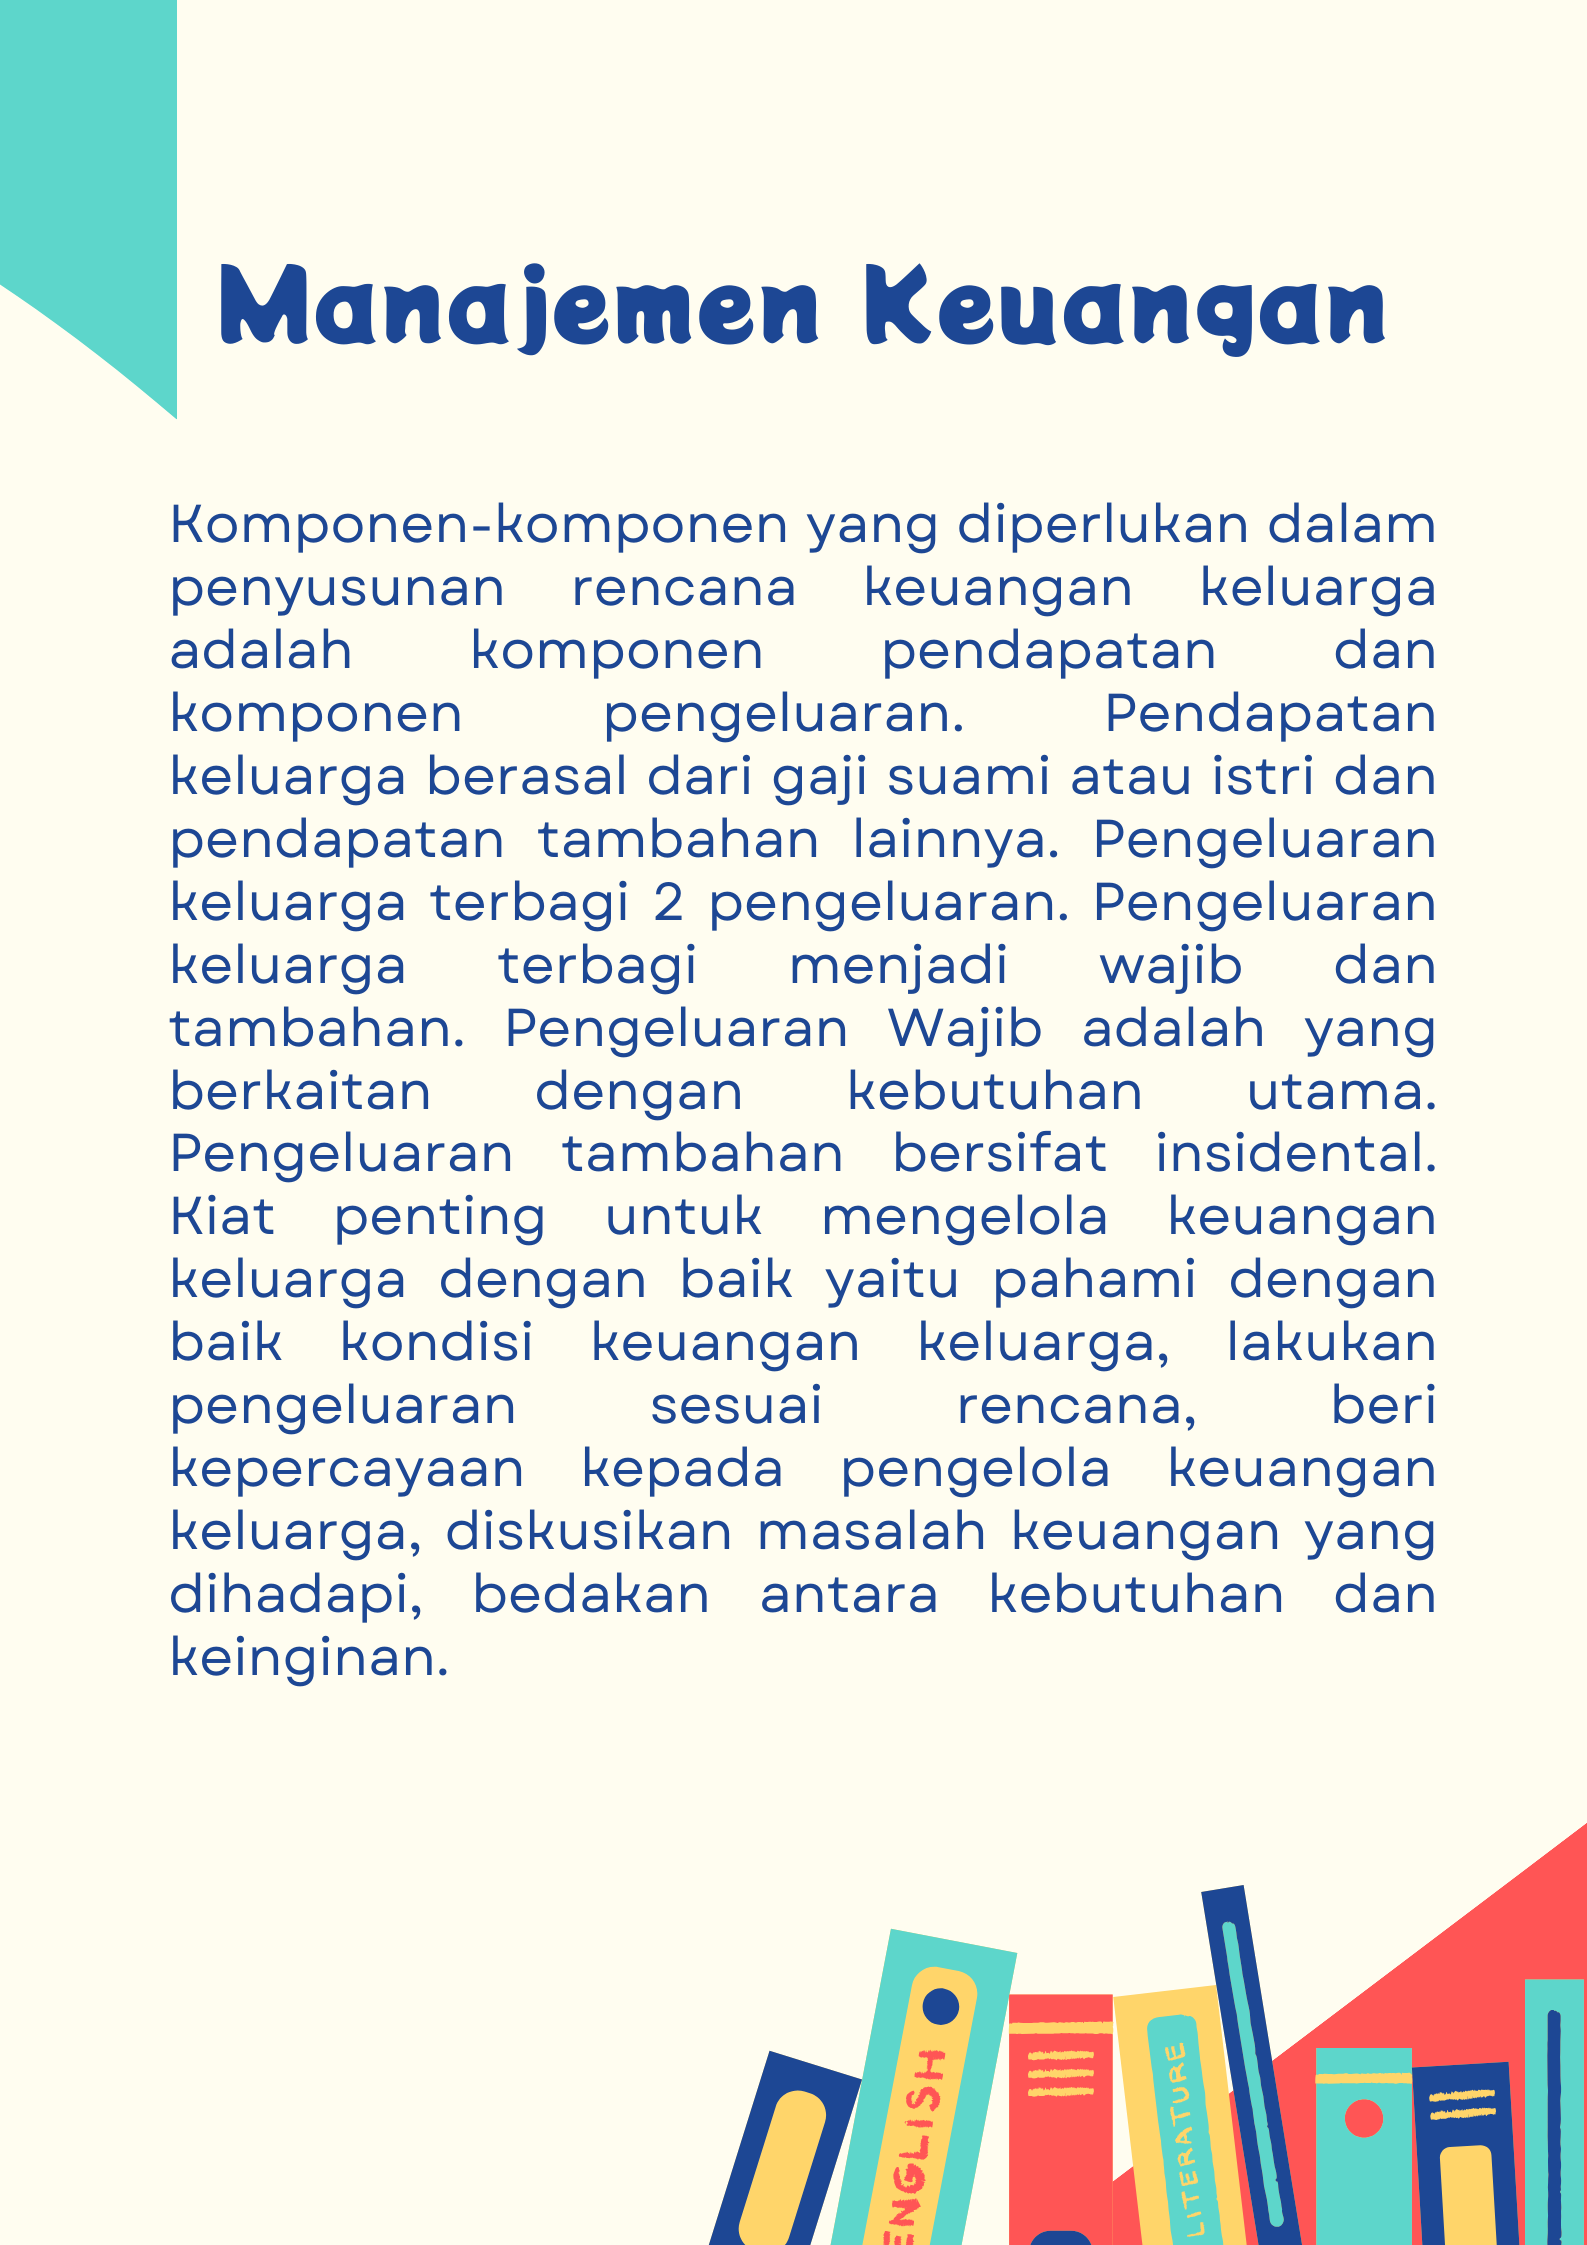 Manajemen Keuangan
Komponen-komponen yang diperlukan dalam
penyusunan rencana keuangan keluarga
adalah komponen pendapatan dan
komponen pengeluaran. Pendapatan
keluarga berasal dari gaji suami atau istri dan
pendapatan tambahan lainnya. Pengeluaran
keluarga terbagi 2 pengeluaran. Pengeluaran
keluarga terbagi menjadi wajib dan
tambahan. Pengeluaran Wajib adalah yang
berkaitan dengan kebutuhan utama.
Pengeluaran tambahan bersifat insidental.
Kiat penting untuk mengelola keuangan
keluarga dengan baik yaitu pahami dengan
baik kondisi keuangan keluarga, lakukan
pengeluaran sesuai rencana, beri
kepercayaan kepada pengelola keuangan
keluarga, diskusikan masalah keuangan yang
dihadapi, bedakan antara kebutuhan dan
keinginan.
ENGLISH
LITERATURE